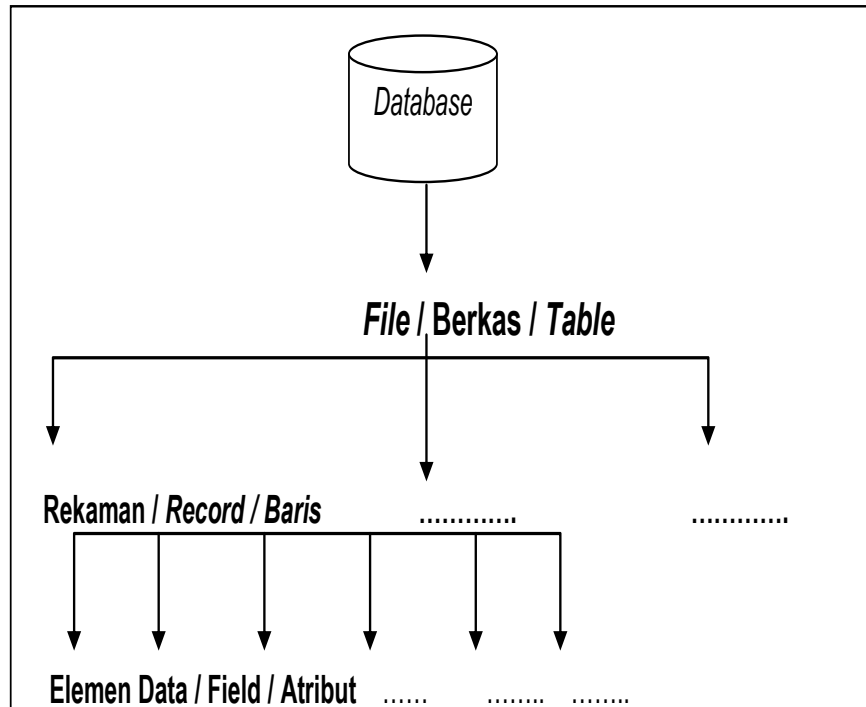 Database
File / Berkas / Table
Rekaman / Record / Baris ............. .............
Elemen Data / Field / Atribut ...... ........ ........